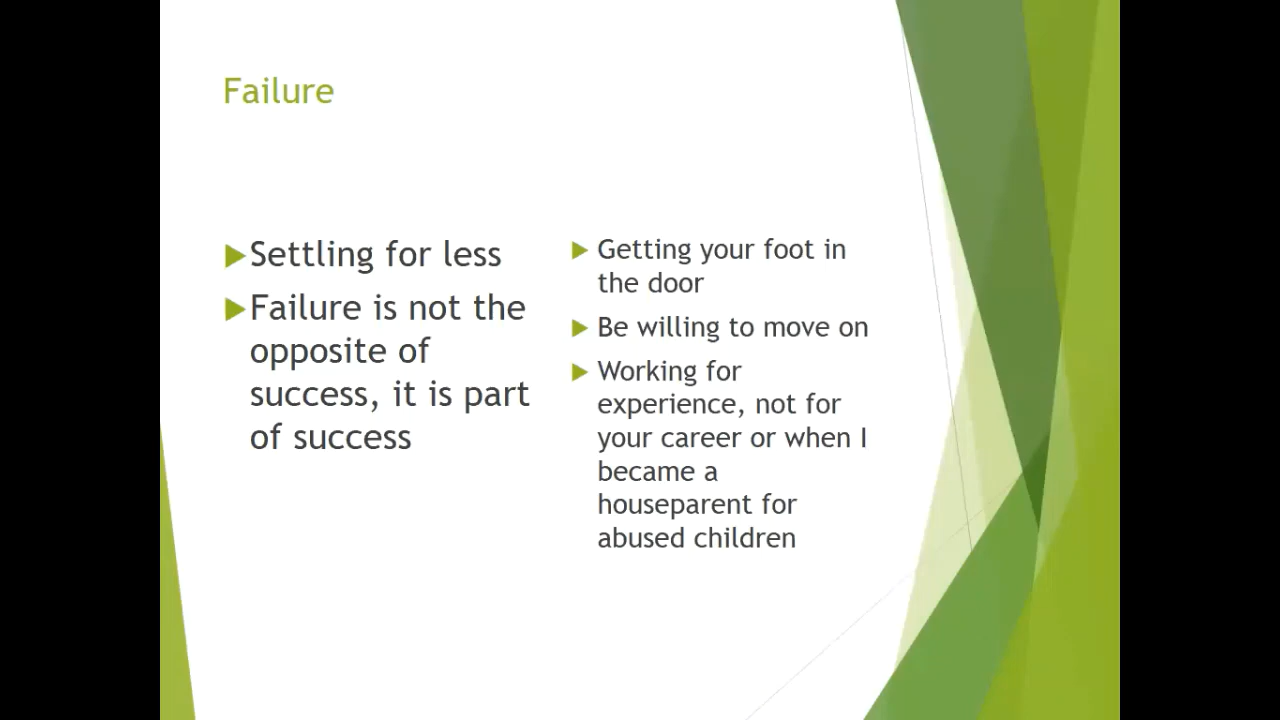 Failure
Settling for less
Failure is not the
opposite of
success, it is part
of success
Getting your foot in
the door
Be willing to move on
Working for
experience, not for
your career or when I
became a
houseparent for
abused children